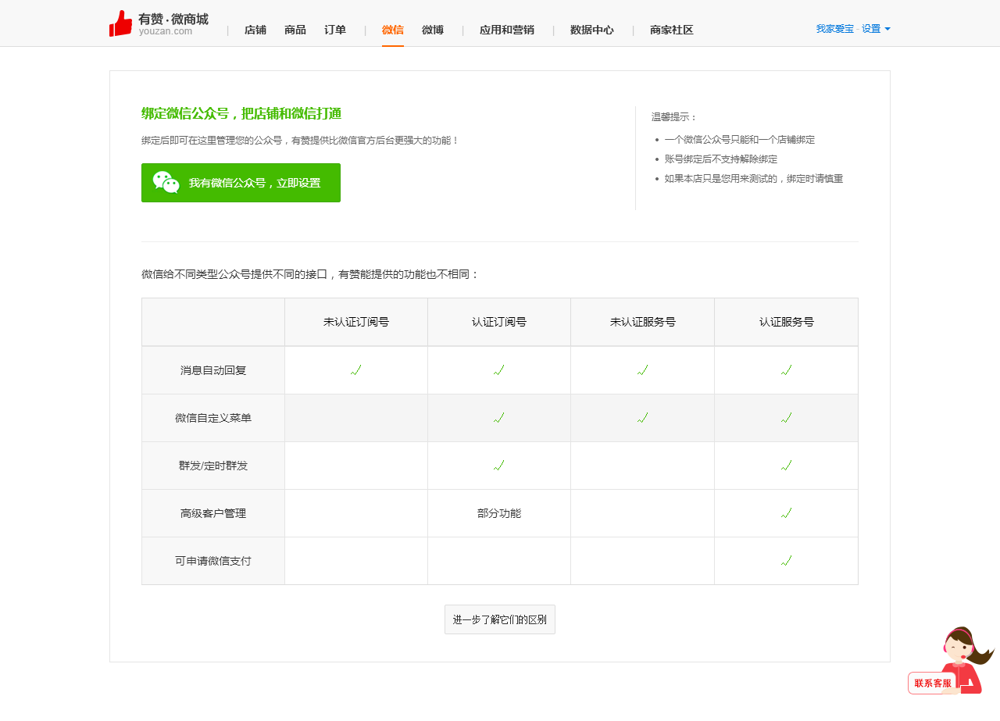 有赞·微商城
youzan.com
| 店铺 商品 订单 | 微信 微博 | 应用和营销 | 数据中心 | 商家社区
我家爱宝 - 设置
绑定微信公众号，把店铺和微信打通
绑定后即可在这里管理您的公众号，有赞提供比微信官方后台更强大的功能！
我有微信公众号，立即设置
温馨提示：
• 一个微信公众号只能和一个店铺绑定
• 账号绑定后不支持解除绑定
• 如果本店只是您用来测试的，绑定时请慎重
微信给不同类型公众号提供不同的接口，有赞能提供的功能也不相同：
未认证订阅号 认证订阅号 未认证服务号 认证服务号
消息自动回复 ✓ ✓ ✓ ✓
微信自定义菜单 ✓ ✓ ✓
群发/定时群发 ✓ ✓
高级客户管理 部分功能 ✓
可申请微信支付 ✓
进一步了解它们的区别
联系客服